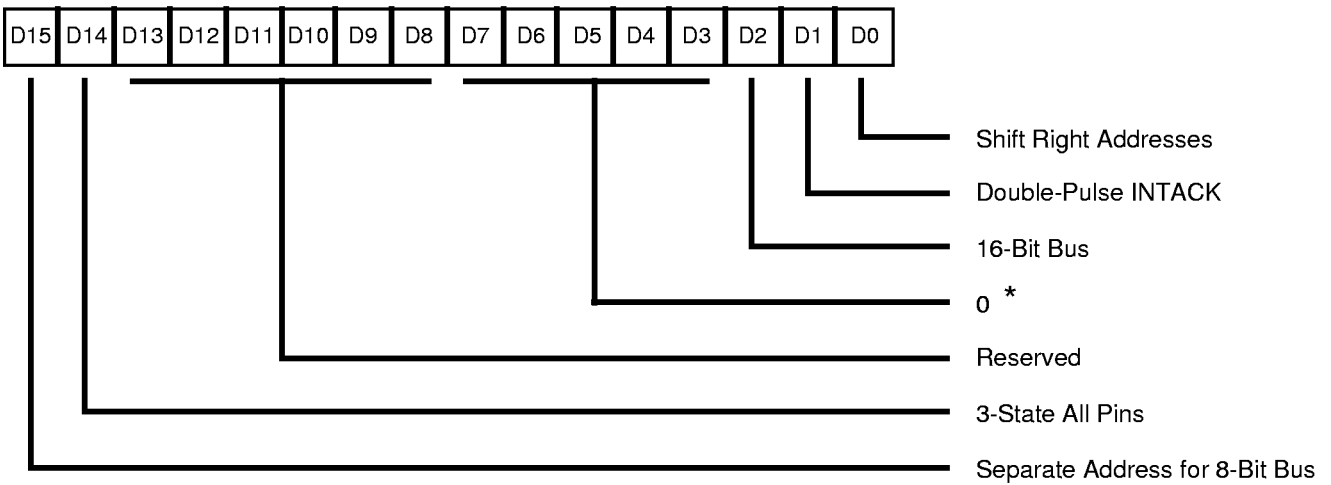 D15 D14 D13 D12 D11 D10 D9 D8 D7 D6 D5 D4 D3 D2 D1 D0
Shift Right Addresses
Double-Pulse INTACK
16-Bit Bus
0 *
Reserved
3-State All Pins
Separate Address for 8-Bit Bus